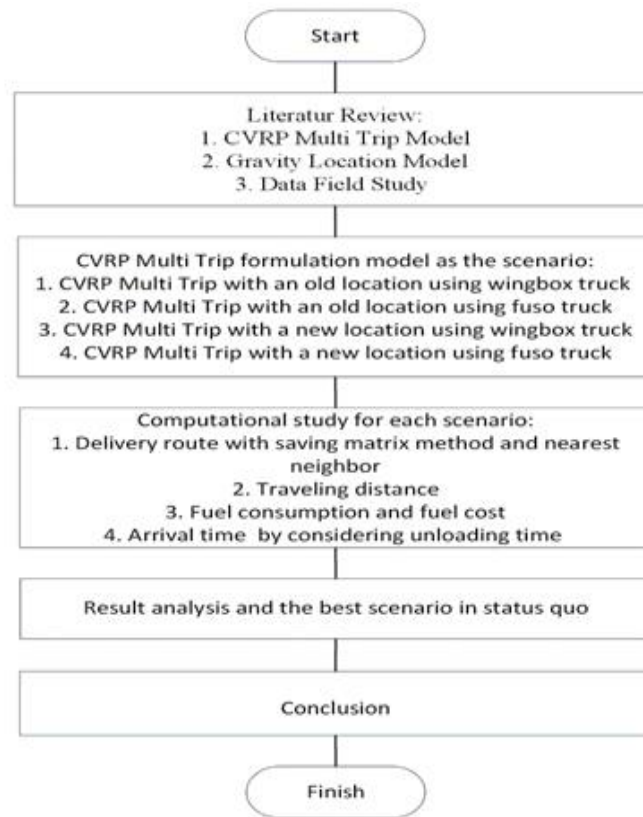 Start
Literatur Review:
1. CVRP Multi Trip Model
2. Gravity Location Model
3. Data Field Study
CVRP Multi Trip formulation model as the scenario:
1. CVRP Multi Trip with an old location using wingbox truck
2. CVRP Multi Trip with an old location using fuso truck
3. CVRP Multi Trip with a new location using wingbox truck
4. CVRP Multi Trip with a new location using fuso truck
Computational study for each scenario:
1. Delivery route with saving matrix method and nearest
neighbor
2. Traveling distance
3. Fuel consumption and fuel cost
4. Arrival time by considering unloading time
Result analysis and the best scenario in status quo
Conclusion
Finish